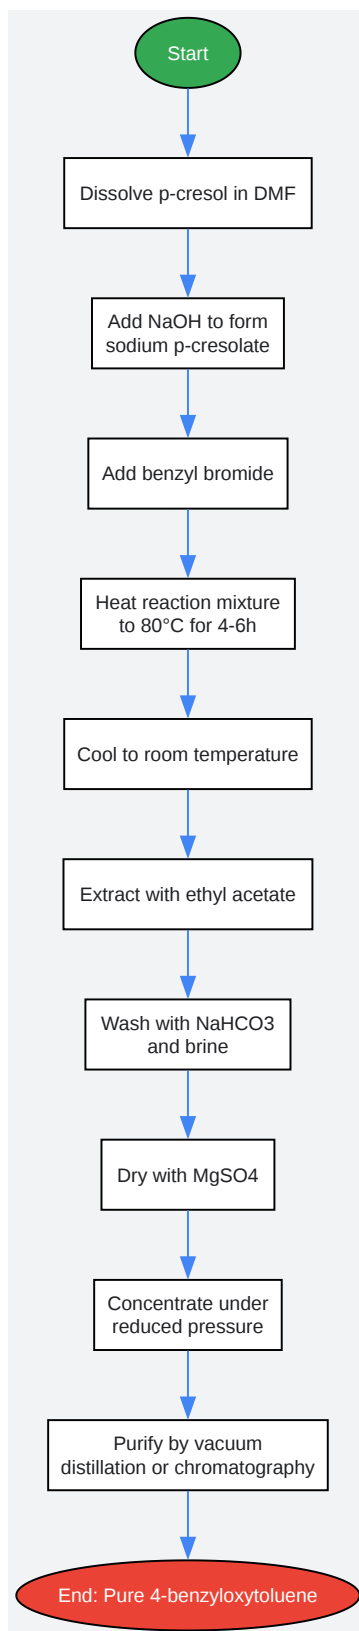 Start
Dissolve p-cresol in DMF
Add NaOH to form
sodium p-cresolate
Add benzyl bromide
Heat reaction mixture
to 80°C for 4-6h
Cool to room temperature
Extract with ethyl acetate
Wash with NaHCO3
and brine
Dry with MgSO4
Concentrate under
reduced pressure
Purify by vacuum
distillation or chromatography
End: Pure 4-benzyloxytoluene